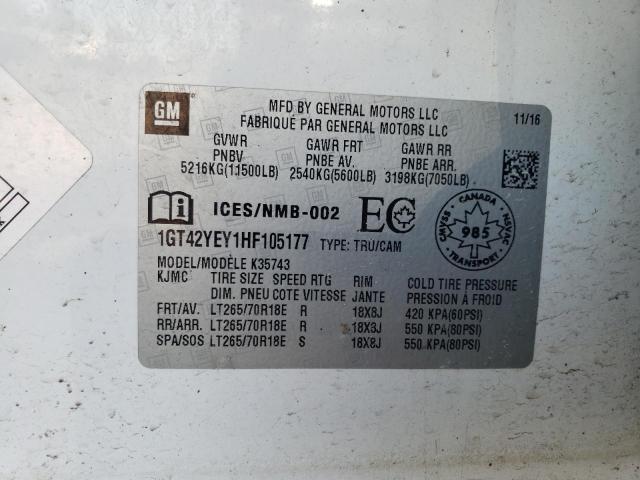 GM
MFD BY GENERAL MOTORS LLC
FABRIQUÉ PAR GENERAL MOTORS LLC
11/16
GVWR GAWR FRT GAWR RR
PNBV PNBE AV. PNBE ARR.
5216KG(11500LB) 2540KG(5600LB) 3198KG(7050LB)
ICES/NMB-002 EC
CANADA CMVSS NSVAC 985 TRANSPORT
1GT42YEY1HF105177 TYPE: TRU/CAM
MODEL/MODÈLE K35743
KJMC TIRE SIZE SPEED RTG RIM COLD TIRE PRESSURE
DIM. PNEU COTE VITESSE JANTE PRESSION À FROID
FRT/AV. LT265/70R18E R 18X8J 420 KPA(60PSI)
RR/ARR. LT265/70R18E R 18X8J 550 KPA(80PSI)
SPA/SOS LT265/70R18E S 18X8J 550 KPA(80PSI)